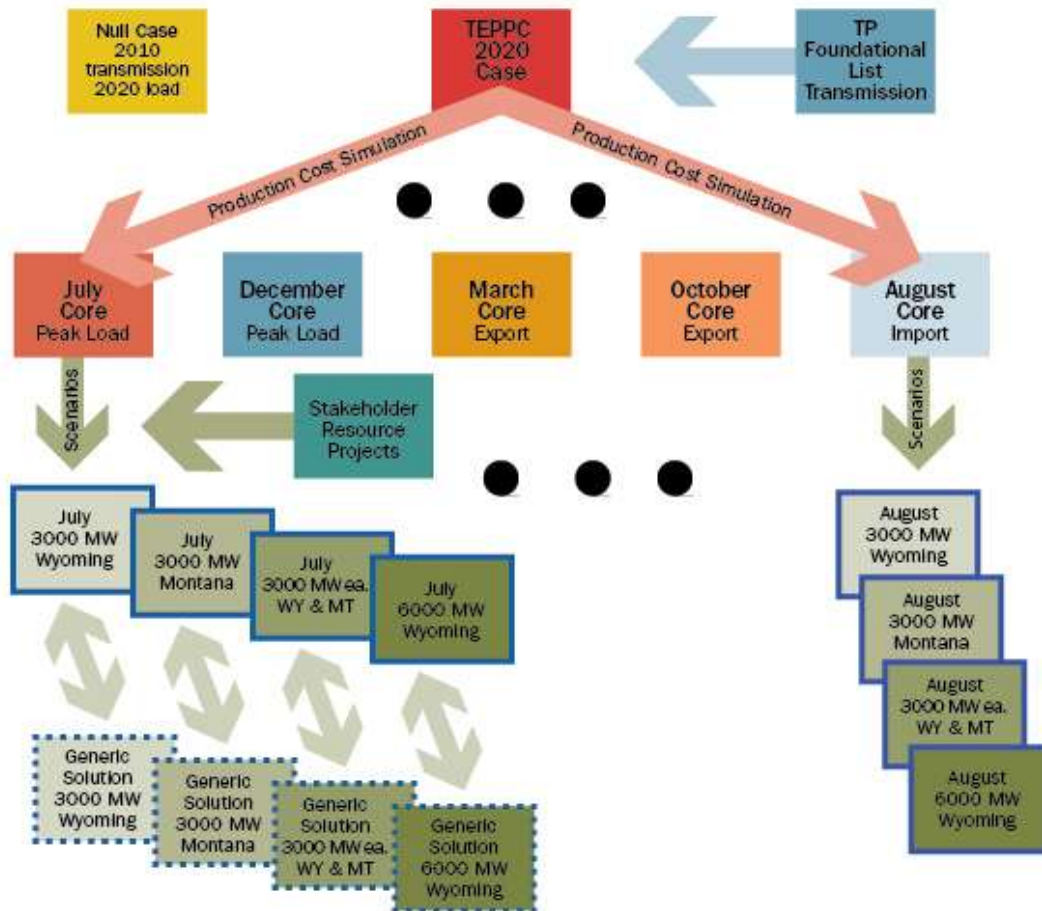 Null Case
2010
transmission
2020 load
TEPPC
2020
Case
TP
Foundational
List
Transmission
Production Cost Simulation
Production Cost Simulation
July
Core
Peak Load
December
Core
Peak Load
March
Core
Export
October
Core
Export
August
Core
Import
Scenarios
Stakeholder
Resource
Projects
Scenarios
July
3000 MW
Wyoming
July
3000 MW
Montana
July
3000 MW ea.
WY & MT
July
6000 MW
Wyoming
August
3000 MW
Wyoming
August
3000 MW
Montana
August
3000 MW ea.
WY & MT
August
6000 MW
Wyoming
Generic
Solution
3000 MW
Wyoming
Generic
Solution
3000 MW
Montana
Generic
Solution
3000 MW ea.
WY & MT
Generic
Solution
6000 MW
Wyoming